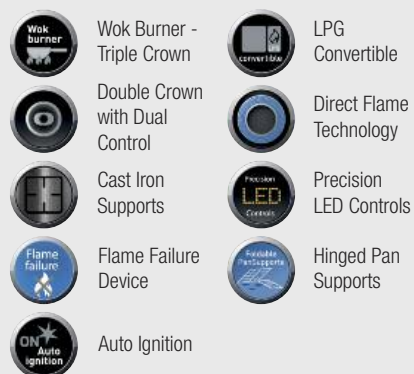 Wok
burner
Wok Burner -
Triple Crown
Double Crown
with Dual
Control
Cast Iron
Supports
Flame
failure
Flame Failure
Device
ON
Auto
ignition
Auto Ignition
LPG
convertible
LPG
Convertible
Direct Flame
Technology
Precision
LED
Controls
Precision
LED Controls
Foldable
Pan Supports
Hinged Pan
Supports